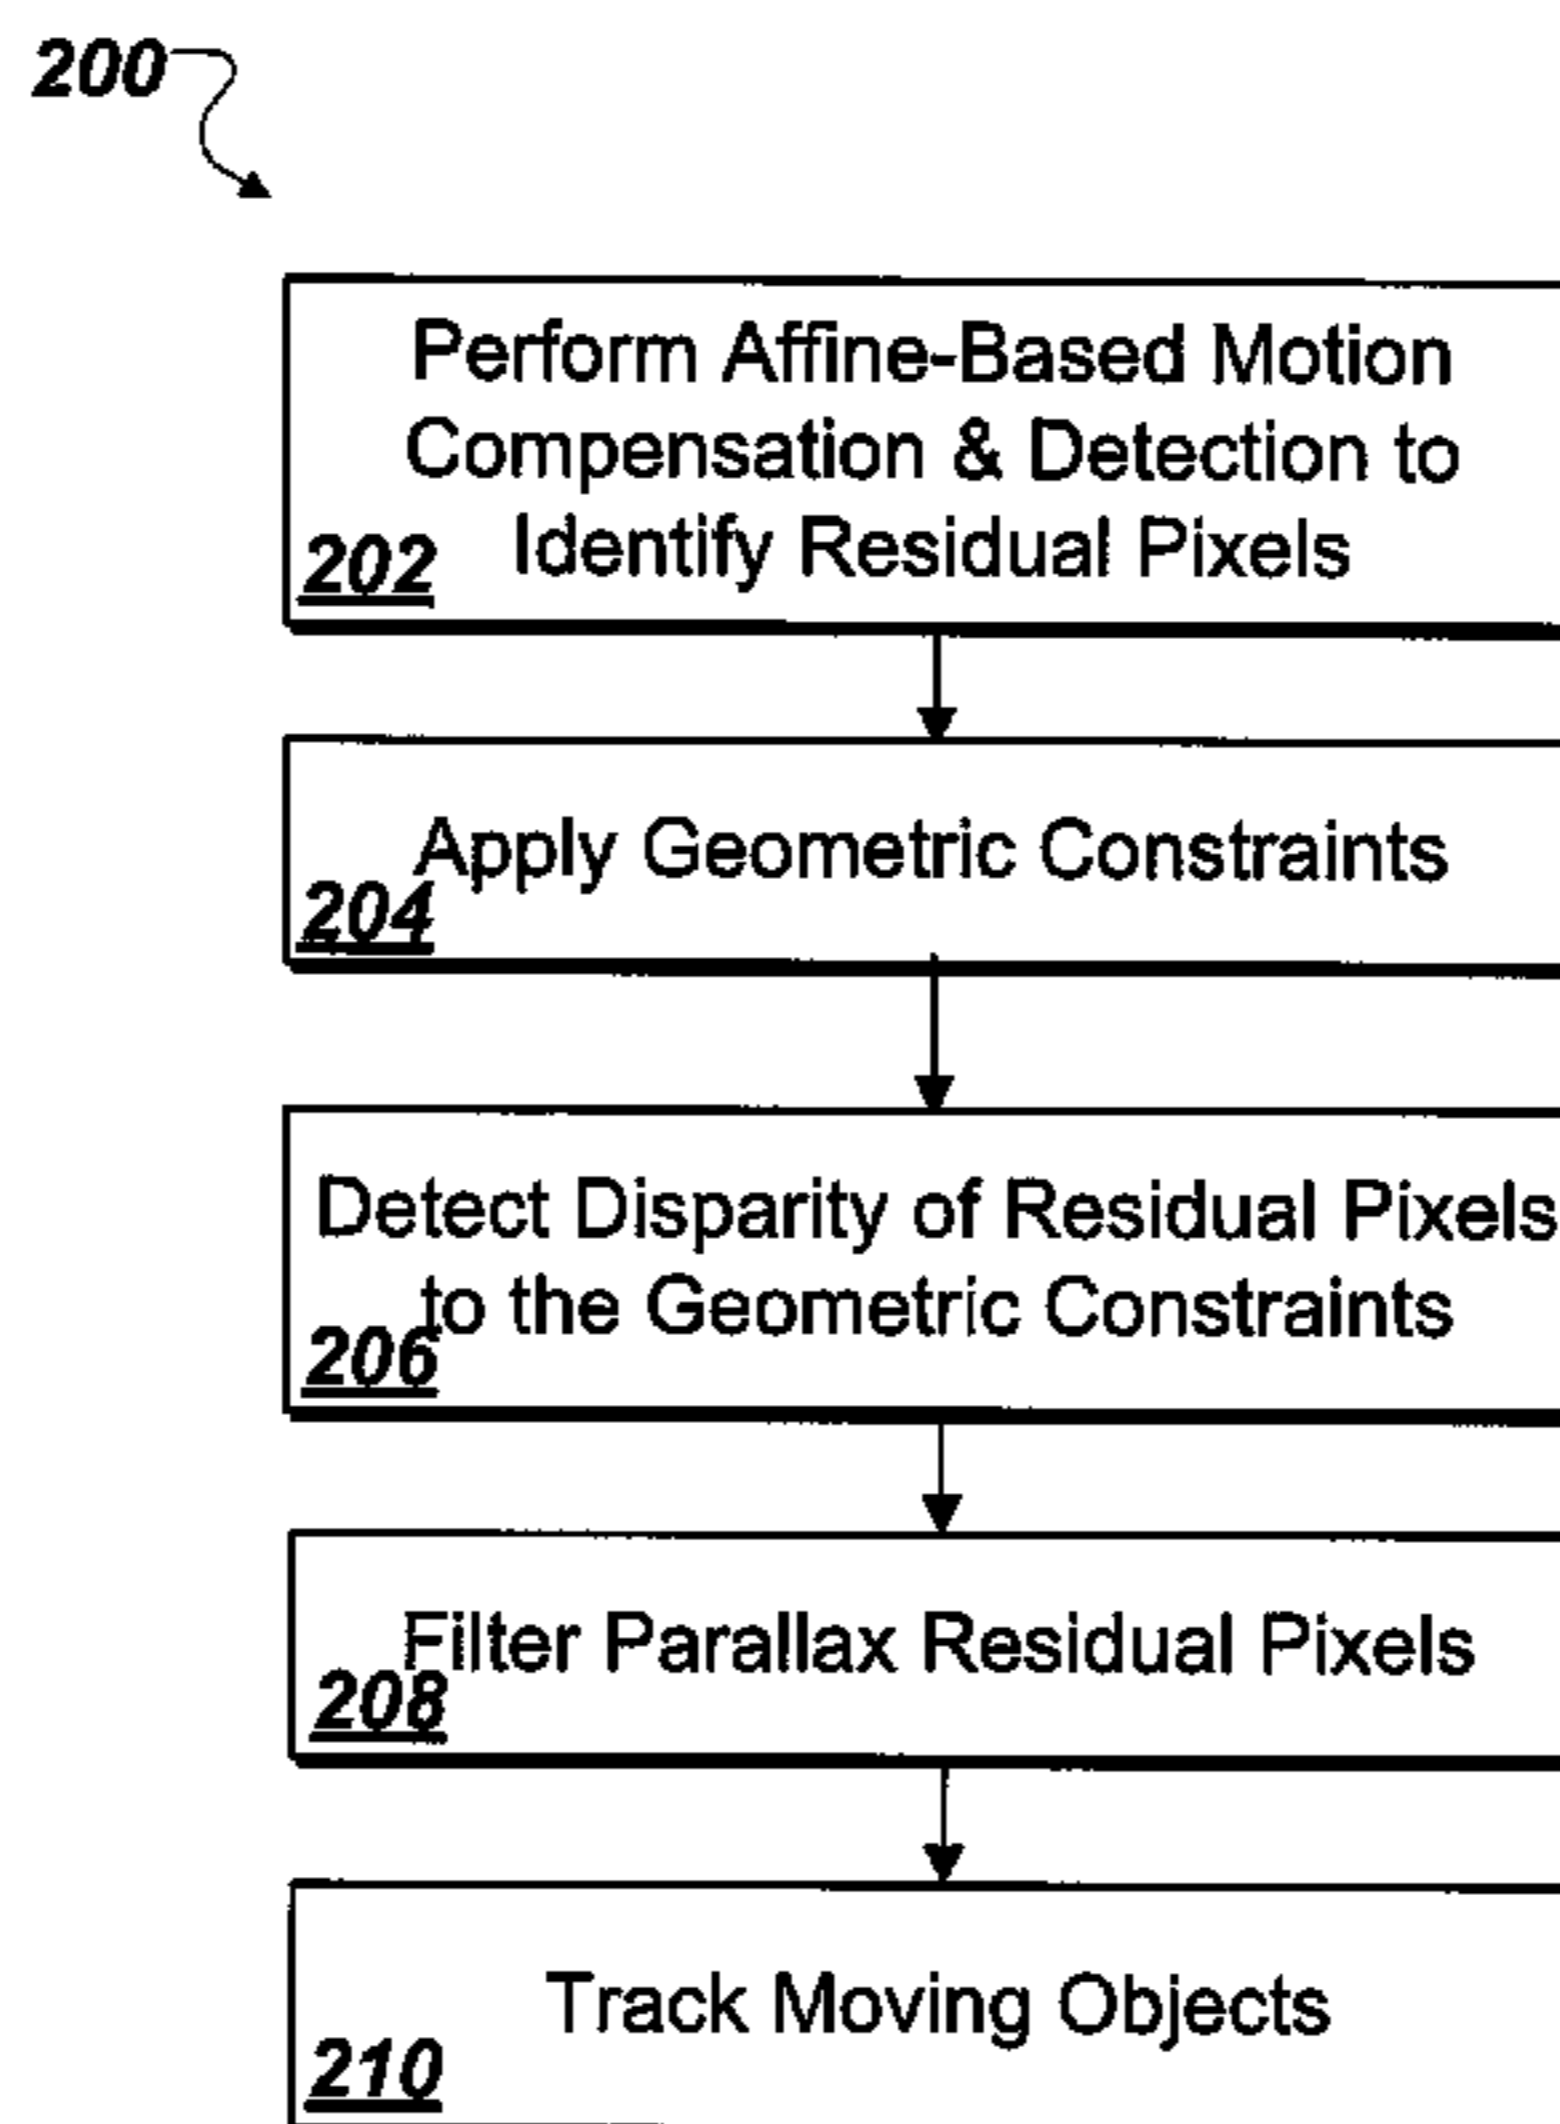 200
Perform Affine-Based Motion
Compensation & Detection to
Identify Residual Pixels
202
Apply Geometric Constraints
204
Detect Disparity of Residual Pixels
to the Geometric Constraints
206
Filter Parallax Residual Pixels
208
Track Moving Objects
210